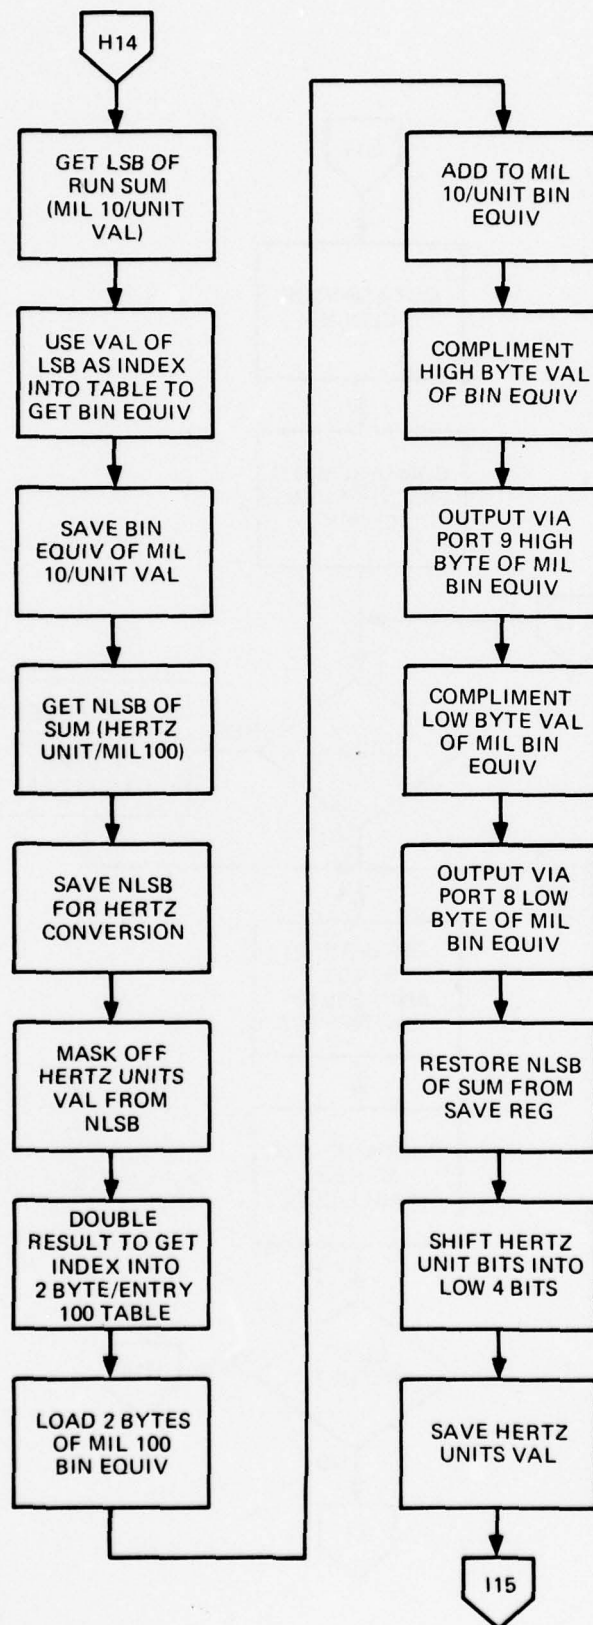 H14
GET LSB OF
RUN SUM
(MIL 10/UNIT
VAL)
USE VAL OF
LSB AS INDEX
INTO TABLE TO
GET BIN EQUIV
SAVE BIN
EQUIV OF MIL
10/UNIT VAL
GET NLSB OF
SUM (HERTZ
UNIT/MIL100)
SAVE NLSB
FOR HERTZ
CONVERSION
MASK OFF
HERTZ UNITS
VAL FROM
NLSB
DOUBLE
RESULT TO GET
INDEX INTO
2 BYTE/ENTRY
100 TABLE
LOAD 2 BYTES
OF MIL 100
BIN EQUIV
ADD TO MIL
10/UNIT BIN
EQUIV
COMPLIMENT
HIGH BYTE VAL
OF BIN EQUIV
OUTPUT VIA
PORT 9 HIGH
BYTE OF MIL
BIN EQUIV
COMPLIMENT
LOW BYTE VAL
OF MIL BIN
EQUIV
OUTPUT VIA
PORT 8 LOW
BYTE OF MIL
BIN EQUIV
RESTORE NLSB
OF SUM FROM
SAVE REG
SHIFT HERTZ
UNIT BITS INTO
LOW 4 BITS
SAVE HERTZ
UNITS VAL
I15